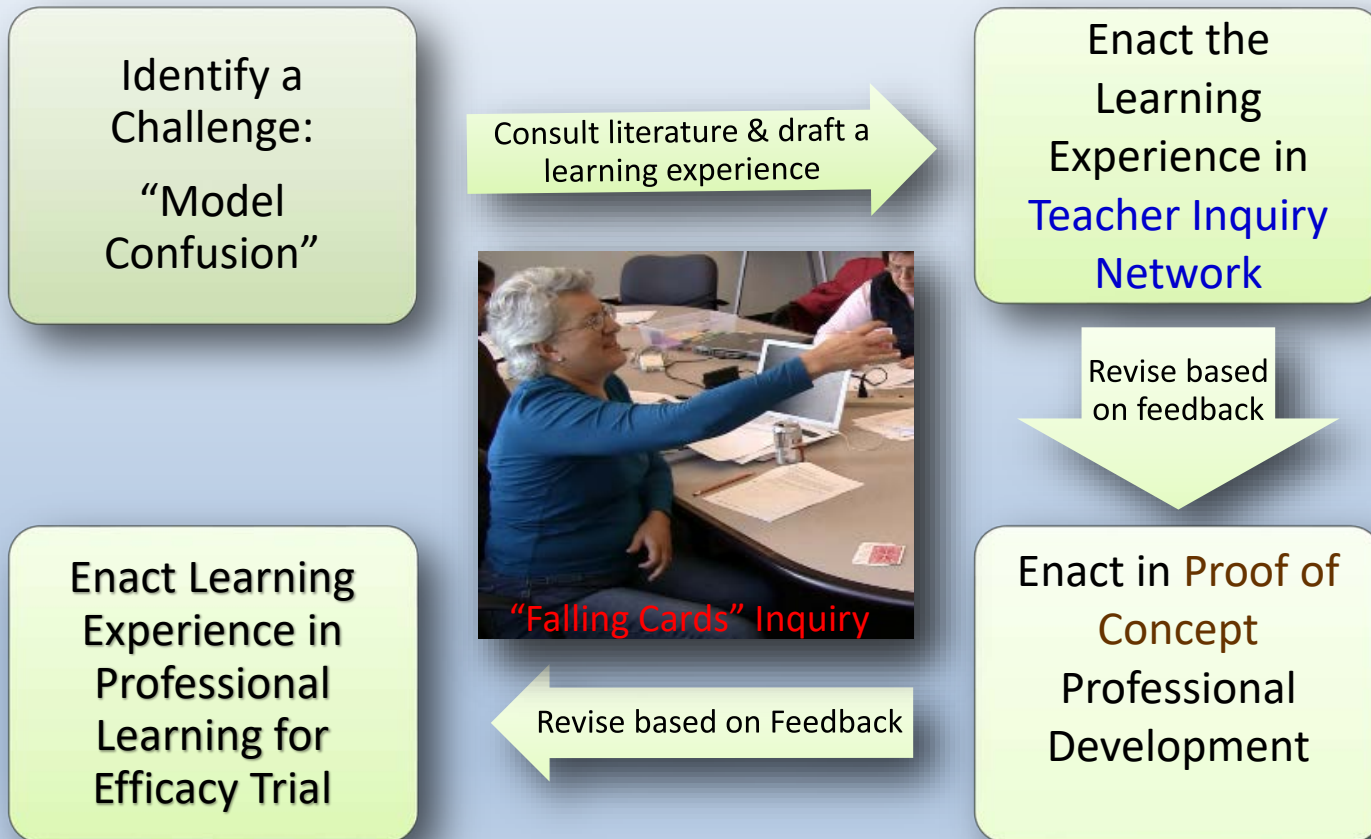 Identify a
Challenge:
“Model
Confusion”
Consult literature & draft a
learning experience
Enact the
Learning
Experience in
Teacher Inquiry
Network
Revise based
on feedback
“Falling Cards” Inquiry
Enact in Proof of
Concept
Professional
Development
Revise based on Feedback
Enact Learning
Experience in
Professional
Learning for
Efficacy Trial